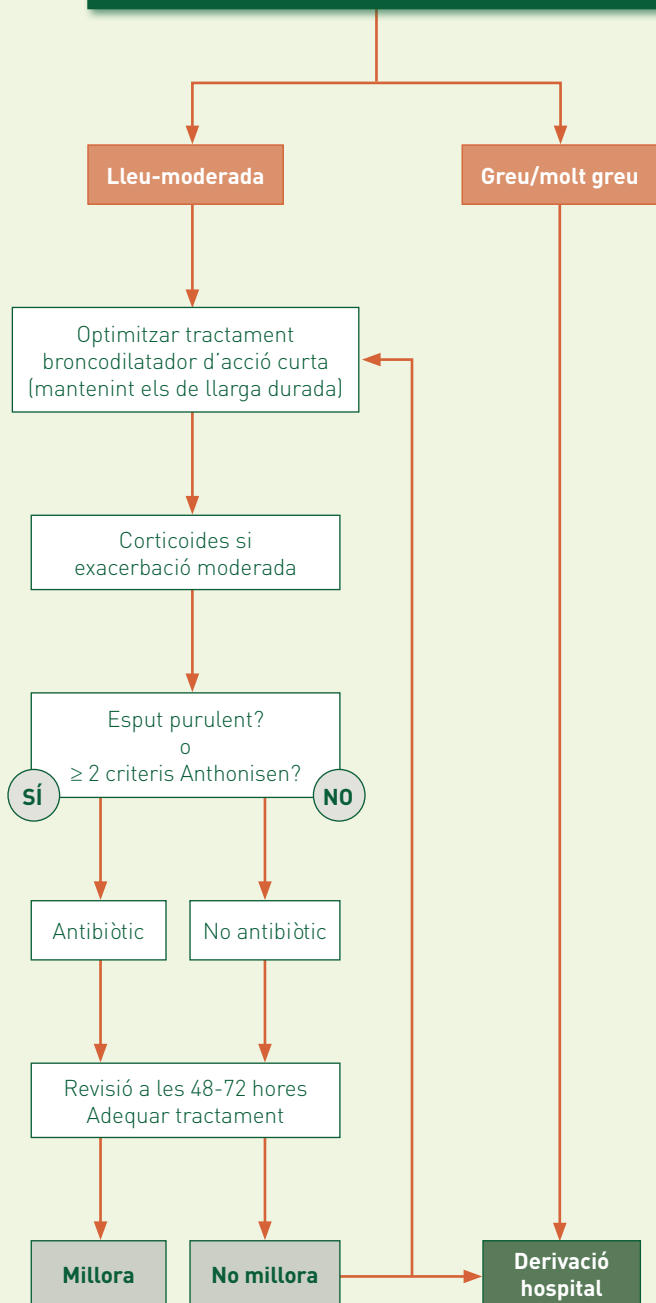 Lleu-moderada
Greu/molt greu
Optimitzar tractament
broncodilatador d’acció curta
(mantenint els de llarga durada)
Corticoides si
exacerbació moderada
Esput purulent?
o
≥ 2 criteris Anthonisen?
SÍ
NO
Antibiòtic
No antibiòtic
Revisió a les 48-72 hores
Adequar tractament
Millora
No millora
Derivació
hospital